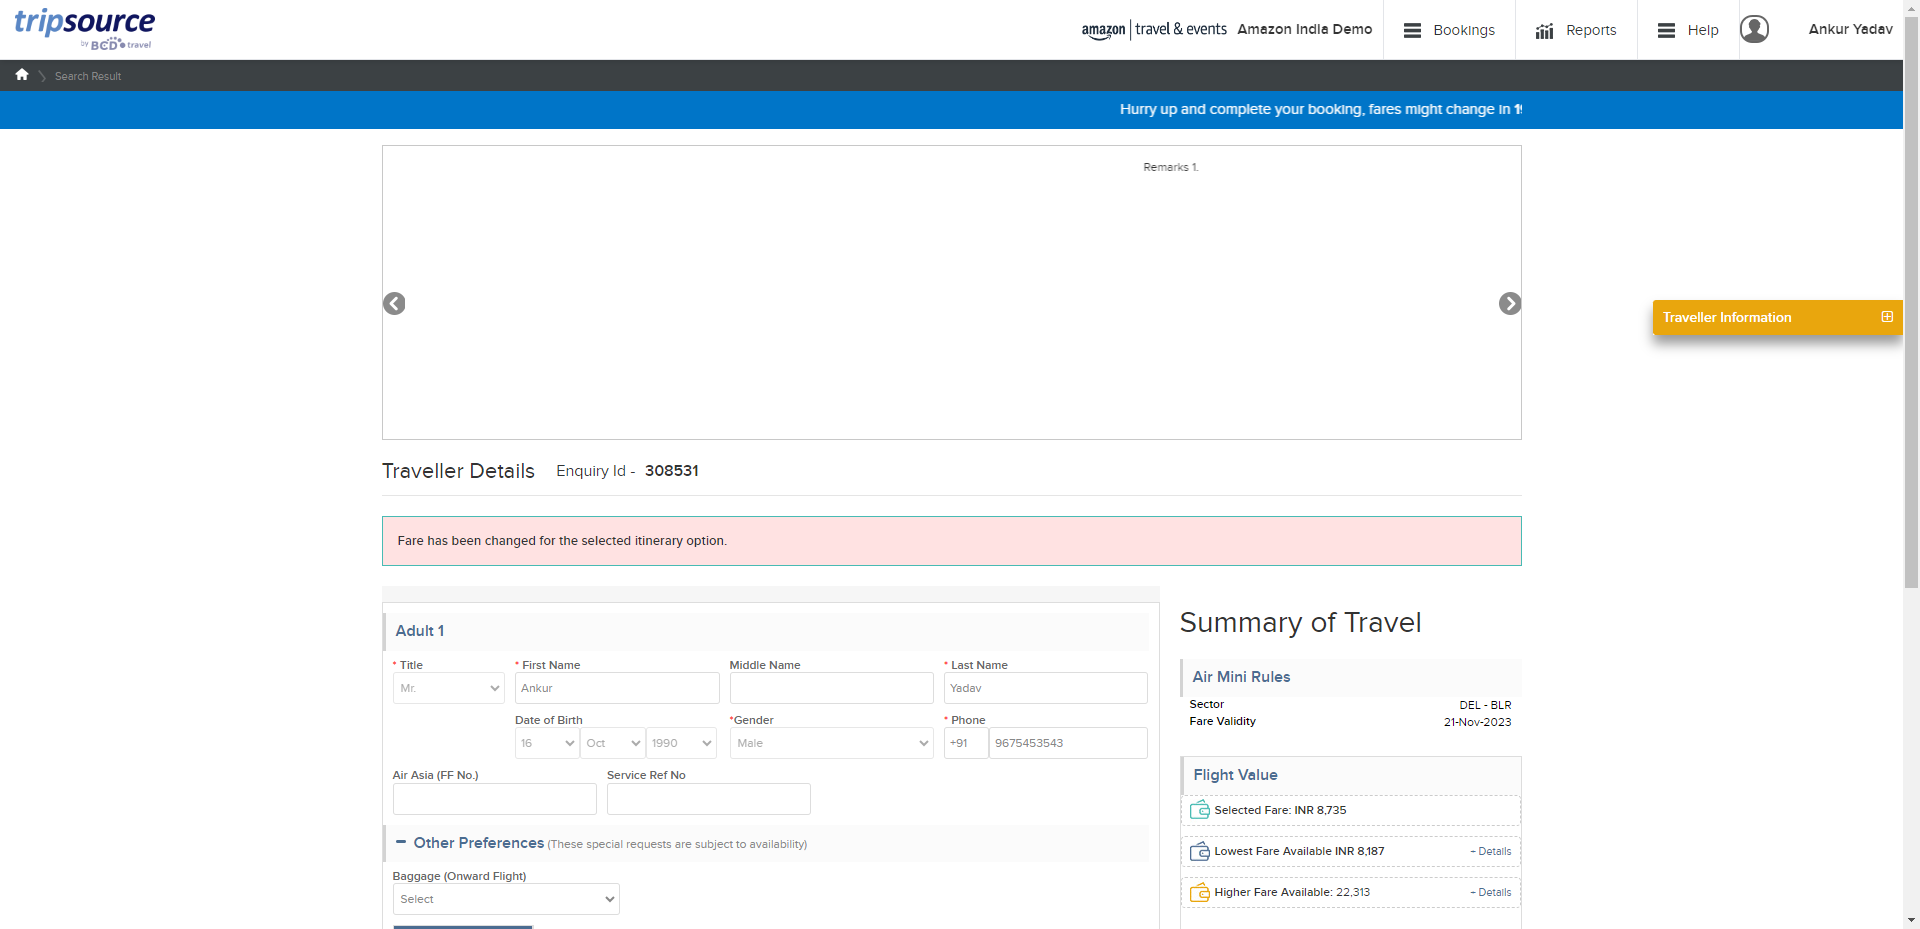 tripsource
by BCD travel
amazon travel & events Amazon India Demo
Bookings
Reports
Help
Ankur Yadav
Search Result
Hurry up and complete your booking, fares might change in
Remarks 1.
Traveller Information
Traveller Details Enquiry Id - 308531
Fare has been changed for the selected itinerary option.
Adult 1
* Title * First Name Middle Name * Last Name
Mr. Ankur Yadav
Date of Birth *Gender * Phone
16 Oct 1990 Male +91 9675453543
Air Asia (FF No.) Service Ref No
Other Preferences (These special requests are subject to availability)
Baggage (Onward Flight)
Select
Summary of Travel
Air Mini Rules
Sector DEL - BLR
Fare Validity 21-Nov-2023
Flight Value
Selected Fare: INR 8,735
Lowest Fare Available INR 8,187 + Details
Higher Fare Available: 22,313 + Details